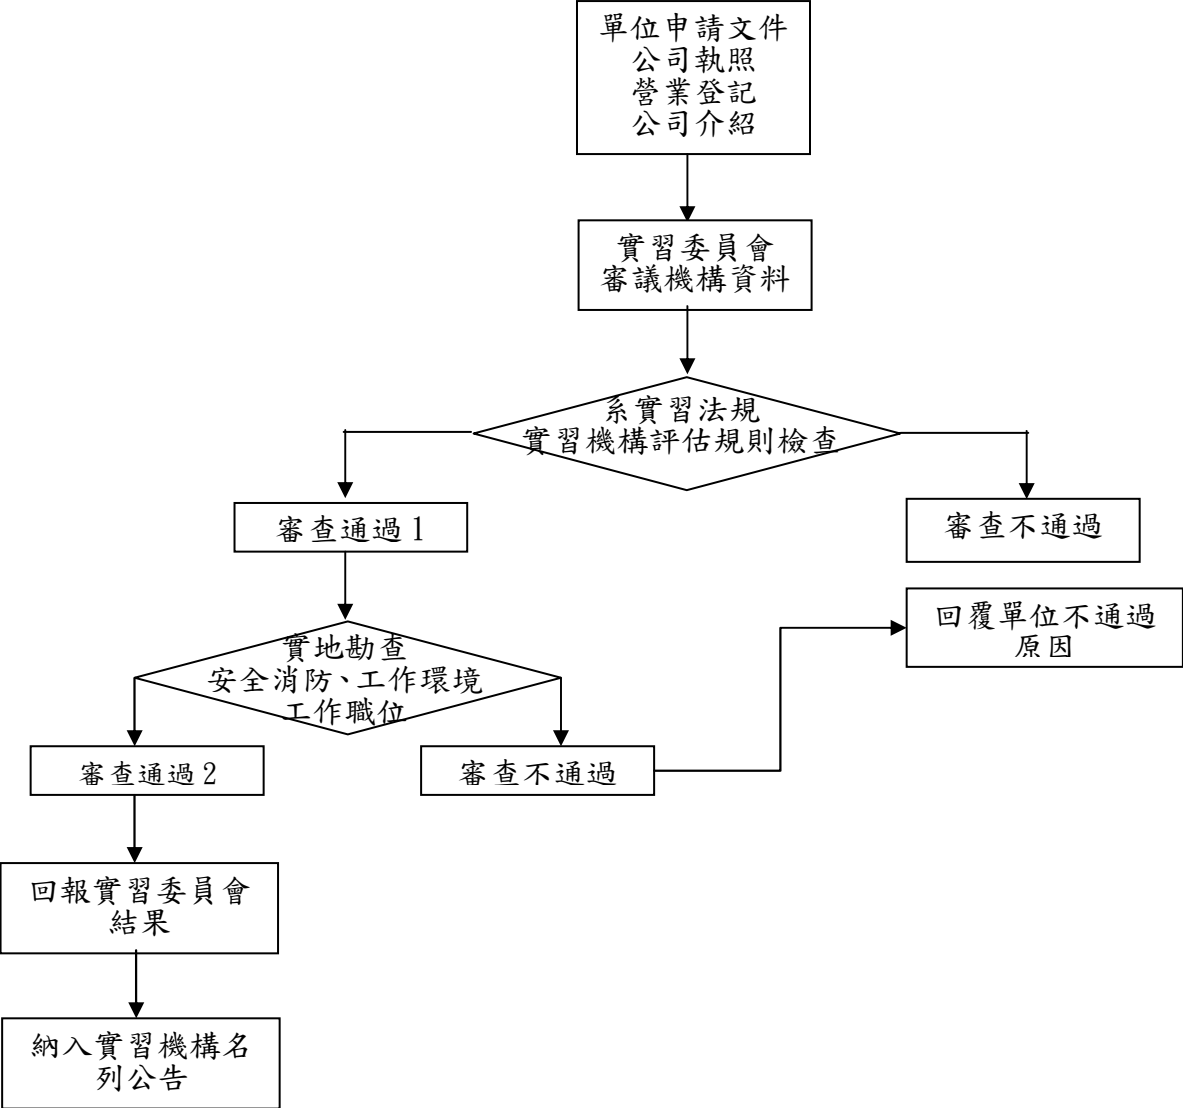 單位申請文件
公司執照
營業登記
公司介紹
實習委員會
審議機構資料
系實習法規
實習機構評估規則檢查
審查通過1
審查不通過
回覆單位不通過
原因
實地勘查
安全消防、工作環境
工作職位
審查通過2
審查不通過
回報實習委員會
結果
納入實習機構名
列公告